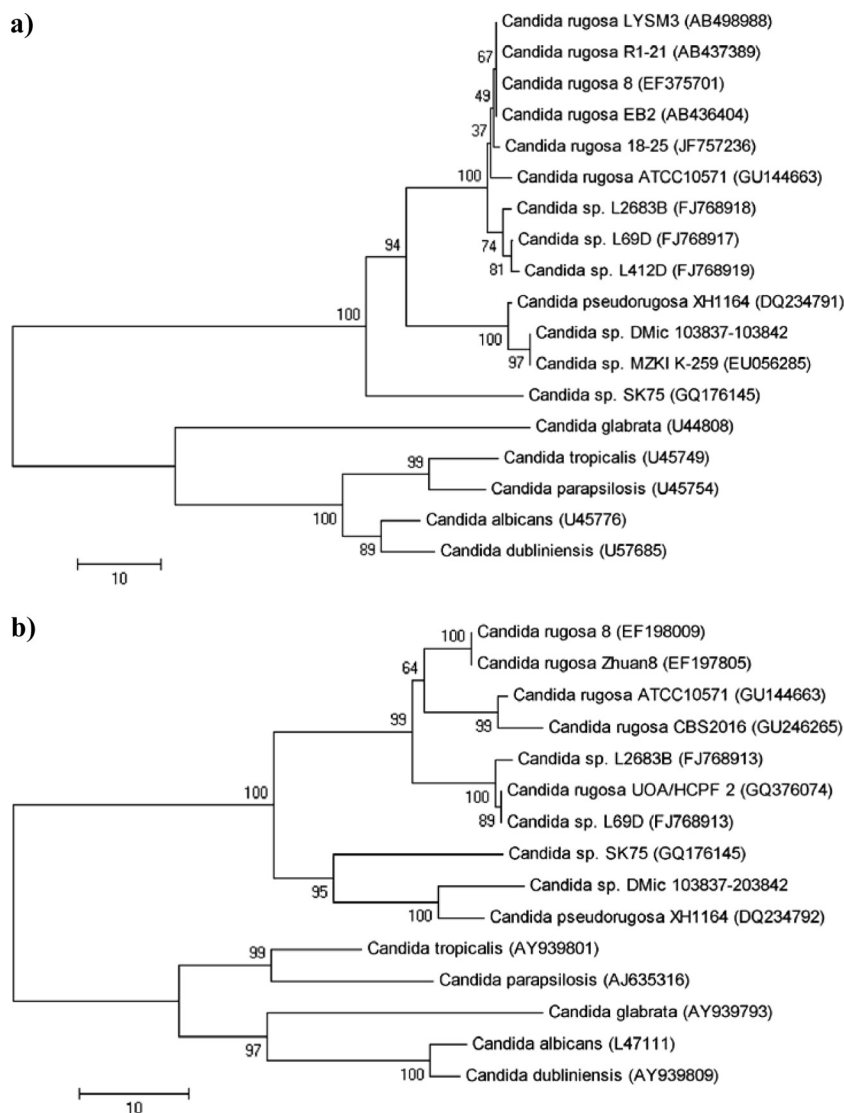 a)
Candida rugosa LYSM3 (AB498988)
Candida rugosa R1-21 (AB437389)
67
Candida rugosa 8 (EF375701)
49
Candida rugosa EB2 (AB436404)
37
Candida rugosa 18-25 (JF757236)
100
Candida rugosa ATCC10571 (GU144663)
Candida sp. L2683B (FJ768918)
94
74
Candida sp. L69D (FJ768917)
81
Candida sp. L412D (FJ768919)
Candida pseudorugosa XH1164 (DQ234791)
100
100
Candida sp. DMic 103837-103842
97
Candida sp. MZKI K-259 (EU056285)
Candida sp. SK75 (GQ176145)
Candida glabrata (U44808)
99
Candida tropicalis (U45749)
Candida parapsilosis (U45754)
100
Candida albicans (U45776)
89
Candida dubliniensis (U57685)
10
b)
100
Candida rugosa 8 (EF198009)
Candida rugosa Zhuan8 (EF197805)
64
Candida rugosa ATCC10571 (GU144663)
99
99
Candida rugosa CBS2016 (GU246265)
Candida sp. L2683B (FJ768913)
100
100
Candida rugosa UOA/HCPF 2 (GQ376074)
89
Candida sp. L69D (FJ768913)
Candida sp. SK75 (GQ176145)
95
Candida sp. DMic 103837-203842
100
Candida pseudorugosa XH1164 (DQ234792)
99
Candida tropicalis (AY939801)
Candida parapsilosis (AJ635316)
Candida glabrata (AY939793)
97
Candida albicans (L47111)
100
Candida dubliniensis (AY939809)
10